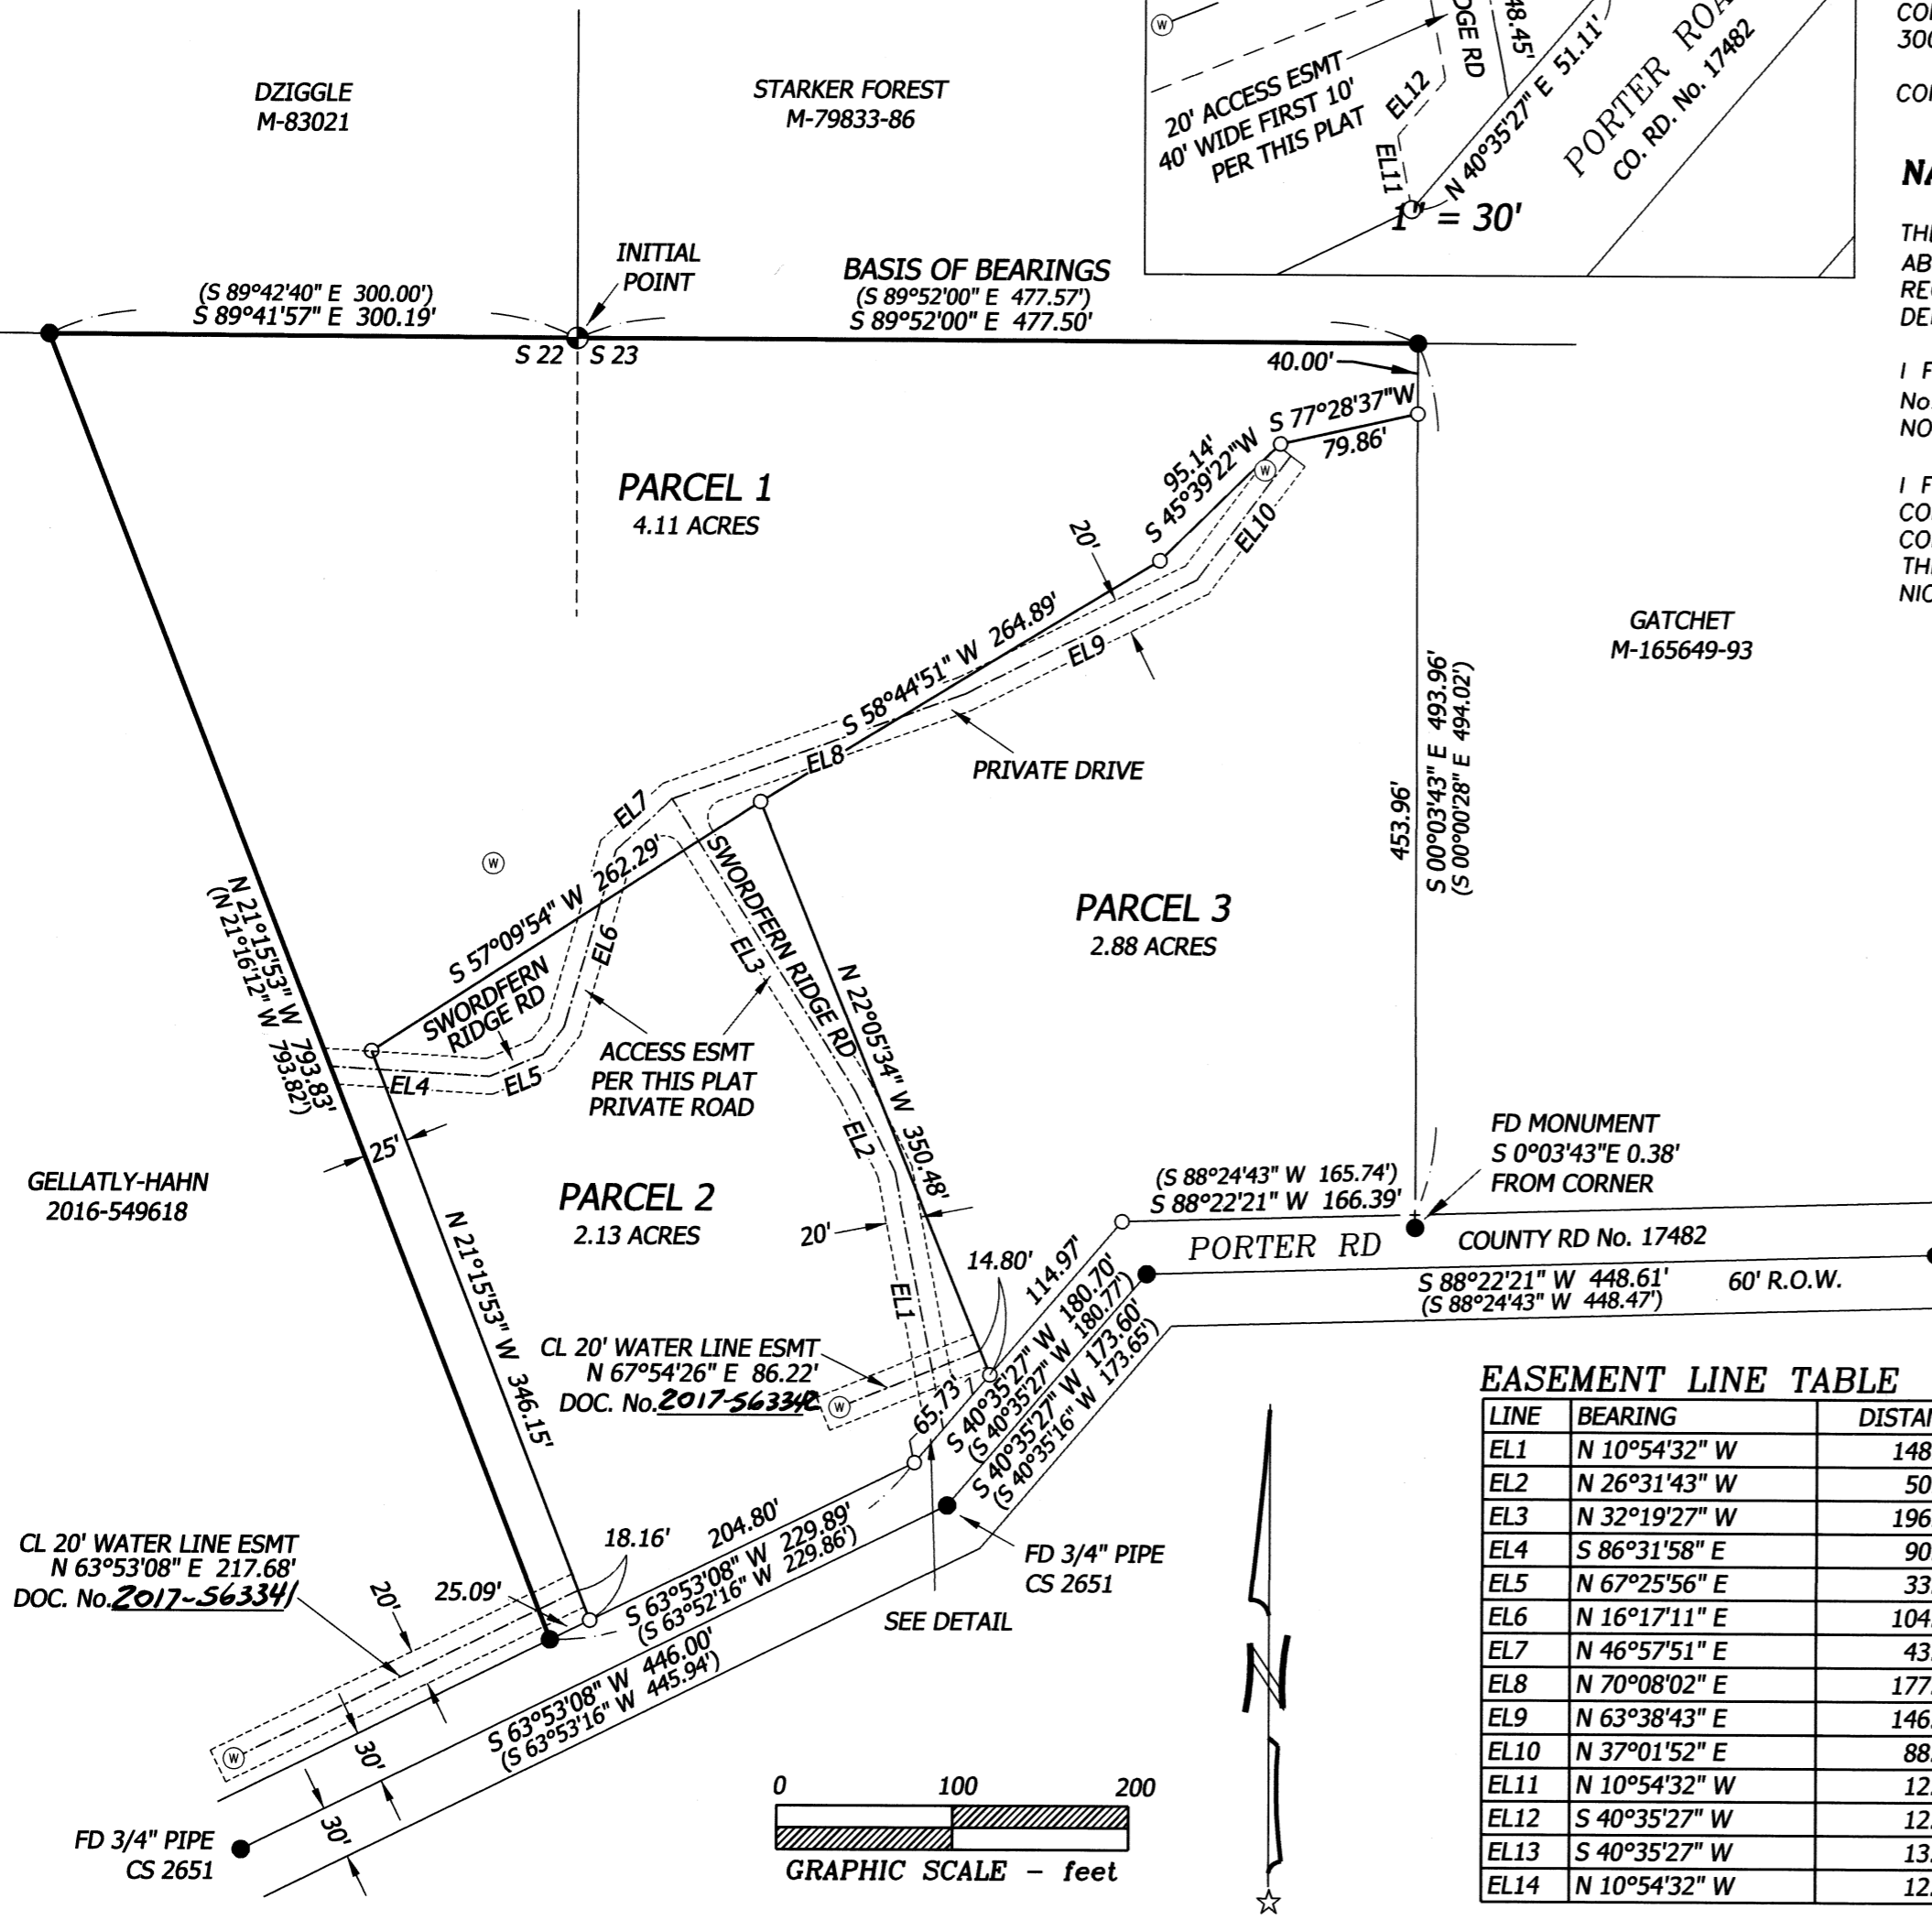 DZIGGLE
M-83021
STARKER FOREST
M-79833-86
20' ACCESS ESMT
40' WIDE FIRST 10'
PER THIS PLAT
EL12
EL11
48.45'
N 40°35'27" E 51.11'
PORTER
CO. RD. No. 17482
1" = 30'
W
INITIAL
POINT
(S 89°42'40" E 300.00')
S 89°41'57" E 300.19'
BASIS OF BEARINGS
(S 89°52'00" E 477.57')
S 89°52'00" E 477.50'
S 22
S 23
40.00'
S 77°28'37"W
79.86'
95.14'
S 45°39'22"W
W
EL10
PARCEL 1
4.11 ACRES
20'
S 58°44'51" W 264.89'
EL9
GATCHET
M-165649-93
EL8
PRIVATE DRIVE
EL7
453.96'
S 00°03'43" E 493.96'
(S 00°00'28" E 494.02')
W
S 57°09'54" W 262.29'
SWORDFERN RIDGE RD
EL3
EL6
N 21°15'53" W 793.83'
(N 21°16'12" W 793.82')
PARCEL 3
2.88 ACRES
N 22°05'34" W 350.48'
SWORDFERN
RIDGE RD
ACCESS ESMT
PER THIS PLAT
PRIVATE ROAD
EL4
EL5
EL2
25'
FD MONUMENT
S 0°03'43"E 0.38'
FROM CORNER
GELLATLY-HAHN
2016-549618
PARCEL 2
2.13 ACRES
20'
(S 88°24'43" W 165.74')
S 88°22'21" W 166.39'
PORTER RD
COUNTY RD No. 17482
S 88°22'21" W 448.61'
(S 88°24'43" W 448.47')
60' R.O.W.
14.80'
114.97'
EL1
N 21°15'53" W 346.15'
CL 20' WATER LINE ESMT
N 67°54'26" E 86.22'
DOC. No. 2017-563342
W
65.73'
S 40°35'27" W 180.70'
(S 40°35'27" W 180.77')
S 40°35'27" W 173.60'
(S 40°35'16" W 173.65')
CL 20' WATER LINE ESMT
N 63°53'08" E 217.68'
DOC. No. 2017-563341
20'
25.09'
18.16'
204.80'
S 63°53'08" W 229.89'
(S 63°52'16" W 229.86')
FD 3/4" PIPE
CS 2651
SEE DETAIL
S 63°53'08" W 446.00'
(S 63°53'16" W 445.94')
W
30'
30'
FD 3/4" PIPE
CS 2651
0 100 200
GRAPHIC SCALE - feet
N
EASEMENT LINE TABLE
LINE BEARING
EL1 N 10°54'32" W 148
EL2 N 26°31'43" W 50
EL3 N 32°19'27" W 196
EL4 S 86°31'58" E 90
EL5 N 67°25'56" E 33
EL6 N 16°17'11" E 104
EL7 N 46°57'51" E 43
EL8 N 70°08'02" E 177
EL9 N 63°38'43" E 146
EL10 N 37°01'52" E 88
EL11 N 10°54'32" W 12
EL12 S 40°35'27" W 12
EL13 S 40°35'27" W 13
EL14 N 10°54'32" W 12